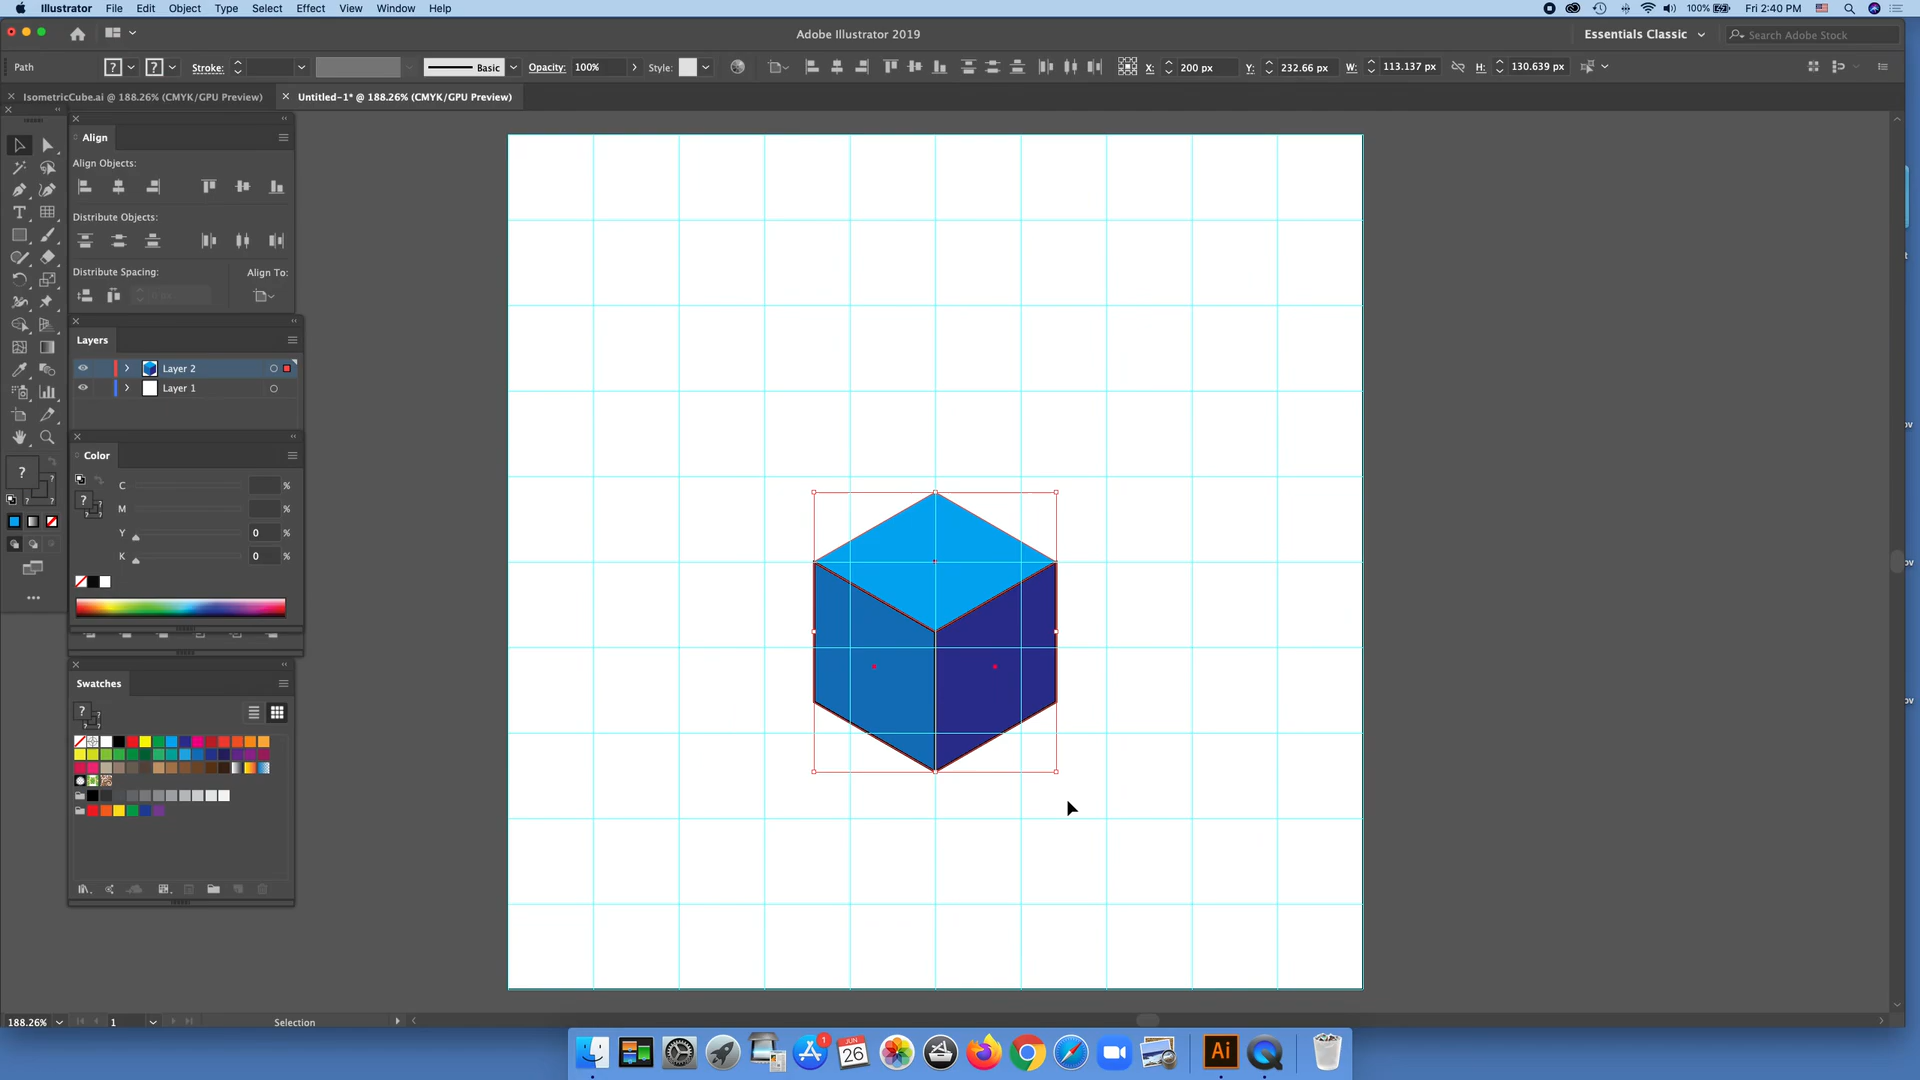 Illustrator File Edit Object Type Select Effect View Window Help 100% Fri 2:40 PM
Adobe Illustrator 2019 Essentials Classic Search Adobe Stock
Path ? ? Stroke: Basic Opacity: 100% Style: X: 200 px Y: 232.66 px W: 113.137 px H: 130.639 px
IsometricCube.ai @ 188.26% (CMYK/GPU Preview) Untitled-1* @ 188.26% (CMYK/GPU Preview)
Align
Align Objects:
Distribute Objects:
Distribute Spacing: Align To:
Layers
Layer 2
Layer 1
Color
C %
M %
Y 0 %
K 0 %
Swatches
188.26% 1 Selection
1
JUN
26
Ai